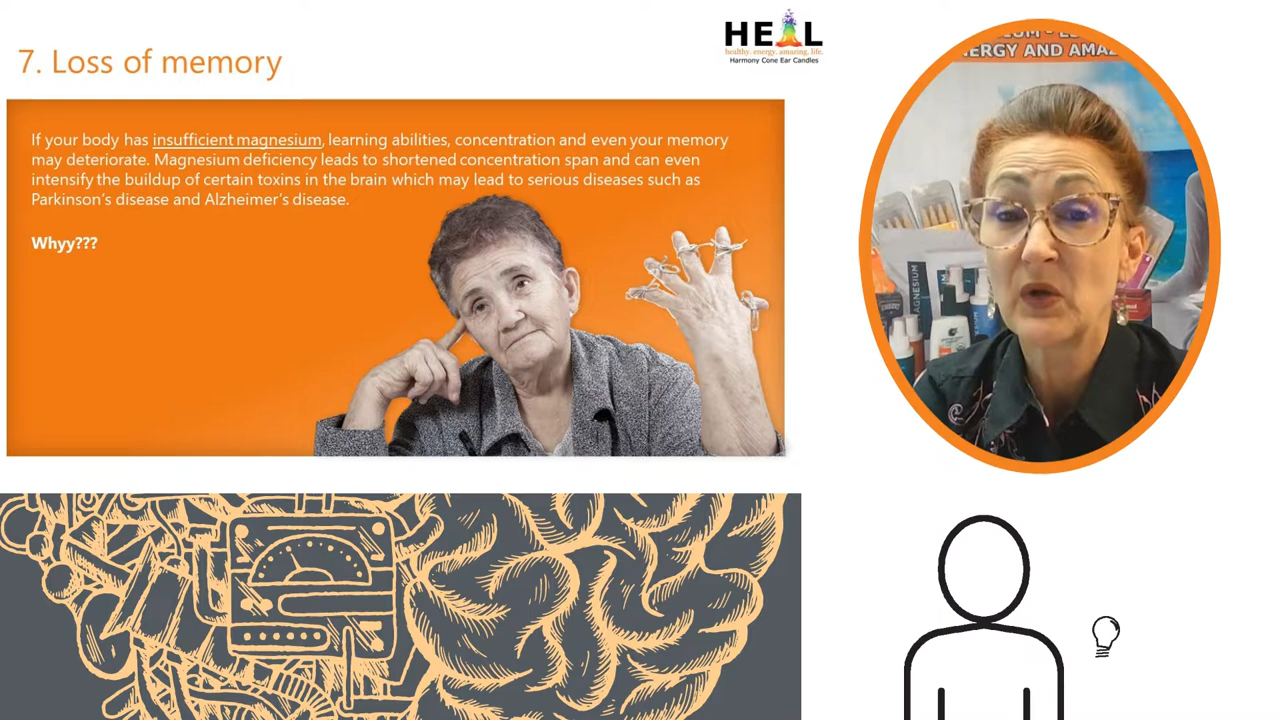 7. Loss of memory
HEAL
healthy. energy. amazing. life.
Harmony Cone Ear Candles
If your body has insufficient magnesium, learning abilities, concentration and even your memory
may deteriorate. Magnesium deficiency leads to shortened concentration span and can even
intensify the buildup of certain toxins in the brain which may lead to serious diseases such as
Parkinson's disease and Alzheimer's disease.
Whyy???
NERGY AND AMAZ
MAGNESIUM